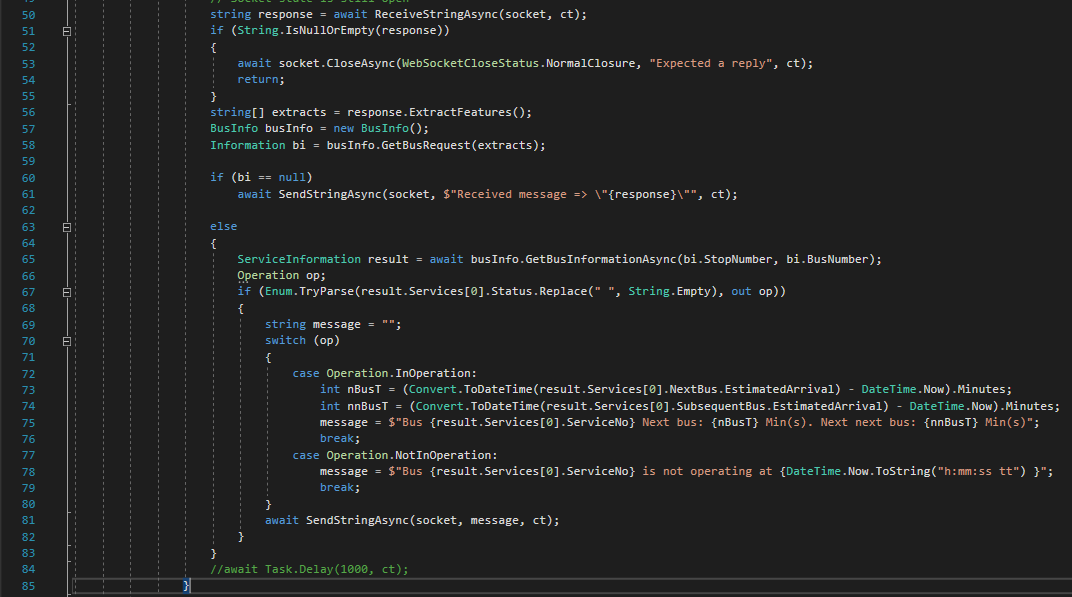 50 string response = await ReceiveStringAsync(socket, ct);
51 if (String.IsNullOrEmpty(response))
52 {
53 await socket.CloseAsync(WebSocketCloseStatus.NormalClosure, "Expected a reply", ct);
54 return;
55 }
56 string[] extracts = response.ExtractFeatures();
57 BusInfo busInfo = new BusInfo();
58 Information bi = busInfo.GetBusRequest(extracts);
59
60 if (bi == null)
61 await SendStringAsync(socket, $"Received message => \"{response}\"", ct);
62
63 else
64 {
65 ServiceInformation result = await busInfo.GetBusInformationAsync(bi.StopNumber, bi.BusNumber);
66 Operation op;
67 if (Enum.TryParse(result.Services[0].Status.Replace(" ", String.Empty), out op))
68 {
69 string message = "";
70 switch (op)
71 {
72 case Operation.InOperation:
73 int nBusT = (Convert.ToDateTime(result.Services[0].NextBus.EstimatedArrival) - DateTime.Now).Minutes;
74 int nnBusT = (Convert.ToDateTime(result.Services[0].SubsequentBus.EstimatedArrival) - DateTime.Now).Minutes;
75 message = $"Bus {result.Services[0].ServiceNo} Next bus: {nBusT} Min(s). Next next bus: {nnBusT} Min(s)";
76 break;
77 case Operation.NotInOperation:
78 message = $"Bus {result.Services[0].ServiceNo} is not operating at {DateTime.Now.ToString("h:mm:ss tt") }";
79 break;
80 }
81 await SendStringAsync(socket, message, ct);
82 }
83 }
84 //await Task.Delay(1000, ct);
85 }